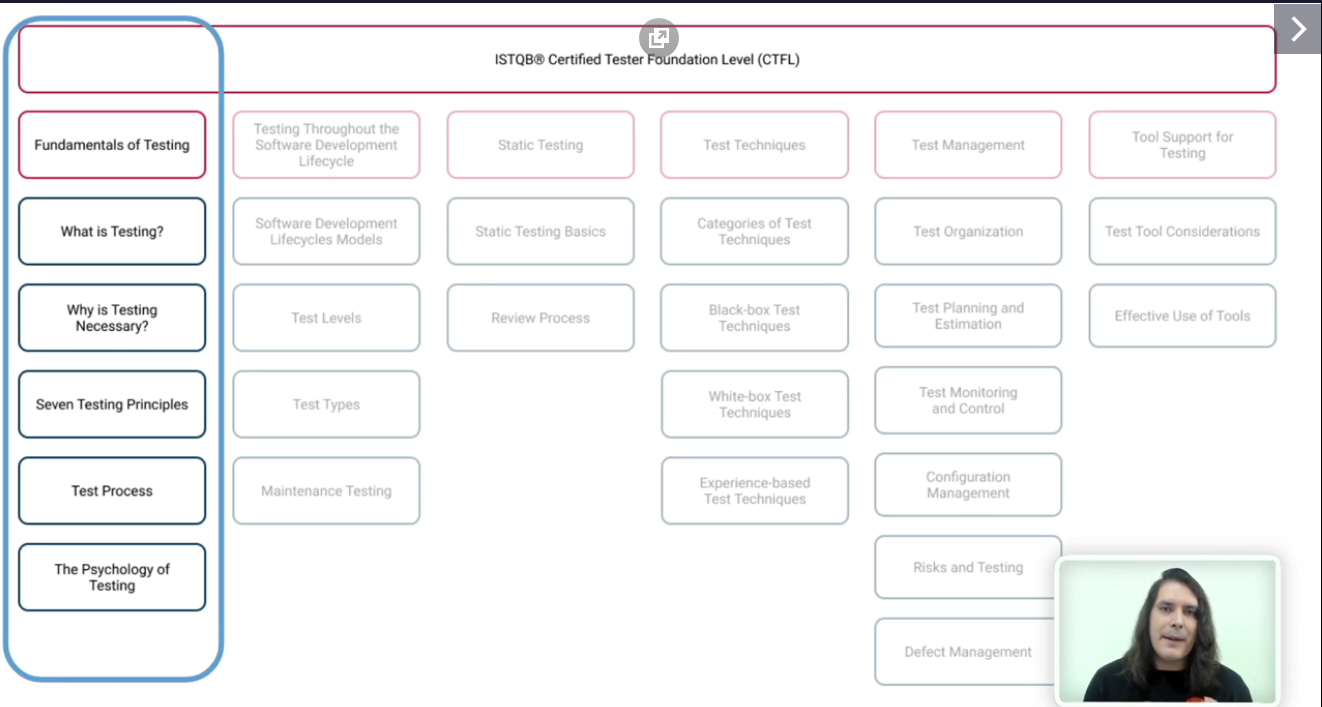 ISTQB® Certified Tester Foundation Level (CTFL)
Fundamentals of Testing
What is Testing?
Why is Testing
Necessary?
Seven Testing Principles
Test Process
The Psychology of
Testing
Testing Throughout the
Software Development
Lifecycle
Software Development
Lifecycles Models
Test Levels
Test Types
Maintenance Testing
Static Testing
Static Testing Basics
Review Process
Test Techniques
Categories of Test
Techniques
Black-box Test
Techniques
White-box Test
Techniques
Experience-based
Test Techniques
Test Management
Test Organization
Test Planning and
Estimation
Test Monitoring
and Control
Configuration
Management
Risks and Testing
Defect Management
Tool Support for
Testing
Test Tool Considerations
Effective Use of Tools